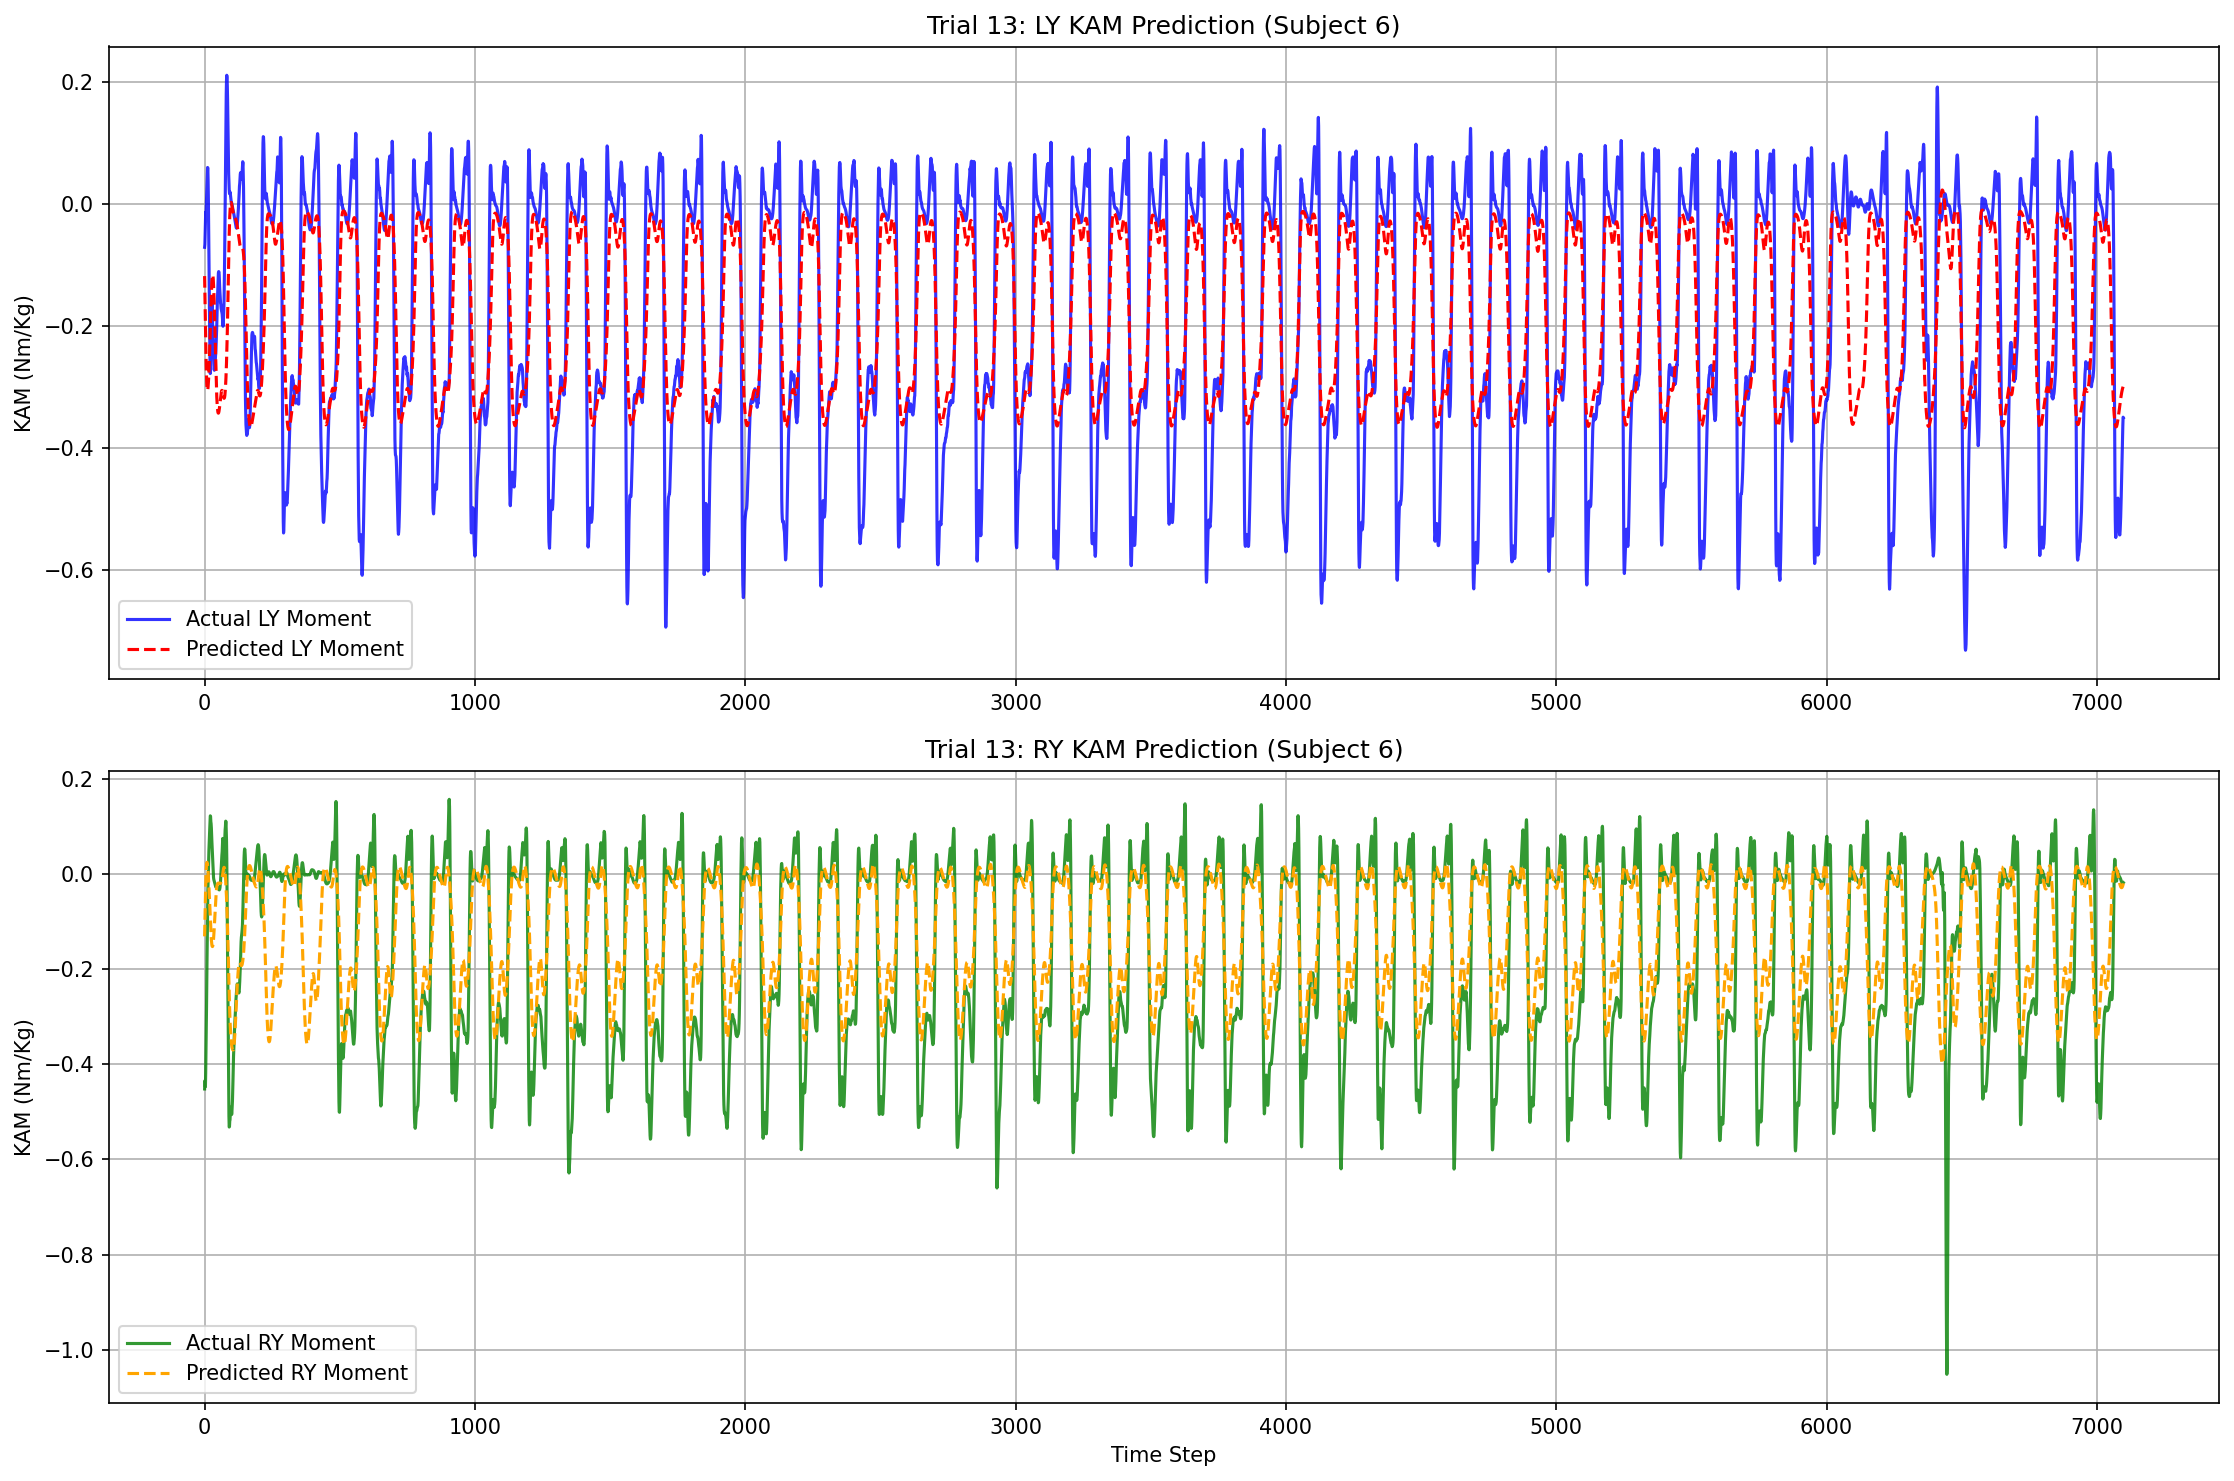 Trial 13: LY KAM Prediction (Subject 6)
0.2
0.0
−0.2
−0.4
−0.6
KAM (Nm/Kg)
Actual LY Moment
Predicted LY Moment
0 1000 2000 3000 4000 5000 6000 7000
Trial 13: RY KAM Prediction (Subject 6)
0.2
0.0
−0.2
−0.4
−0.6
−0.8
−1.0
KAM (Nm/Kg)
Actual RY Moment
Predicted RY Moment
0 1000 2000 3000 4000 5000 6000 7000
Time Step